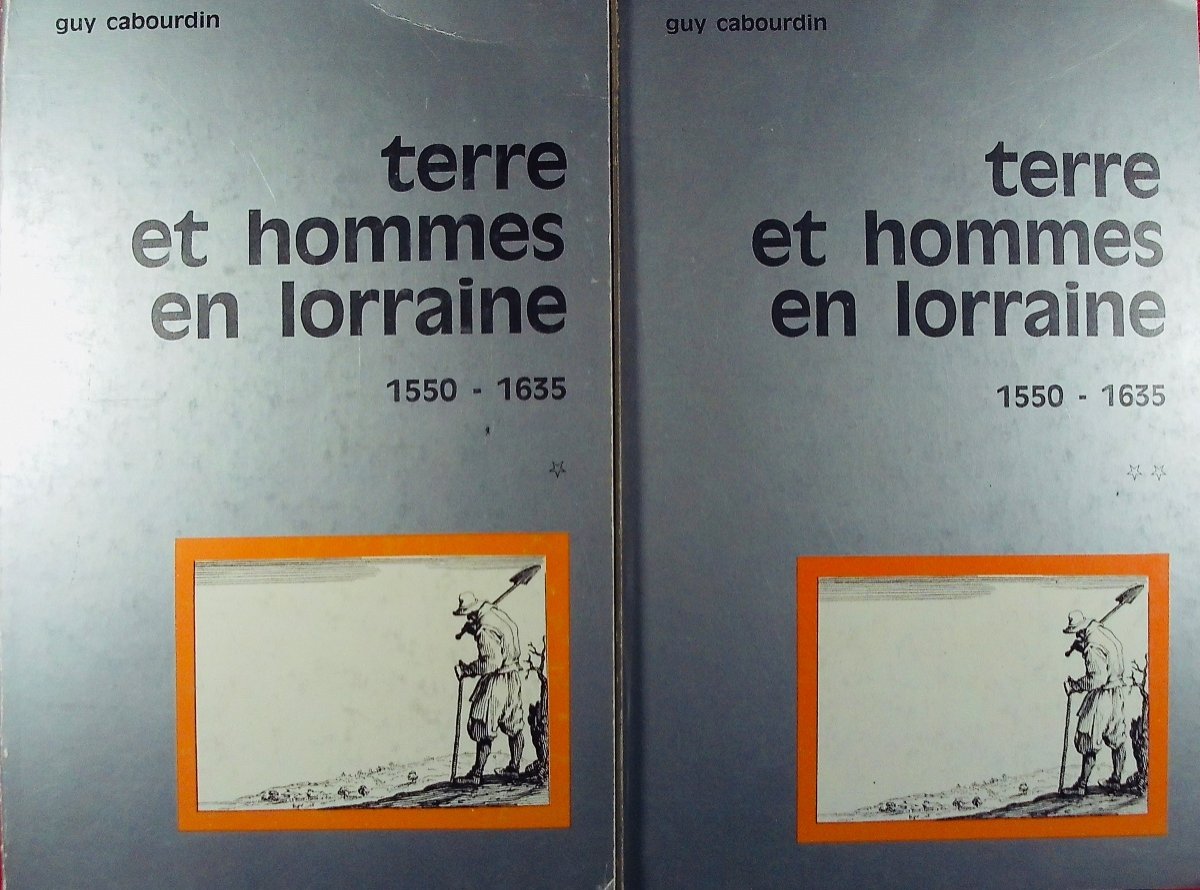 guy cabourdin
terre
et hommes
en lorraine
1550 - 1635
☆
guy cabourdin
terre
et hommes
en lorraine
1550 - 1635
☆☆